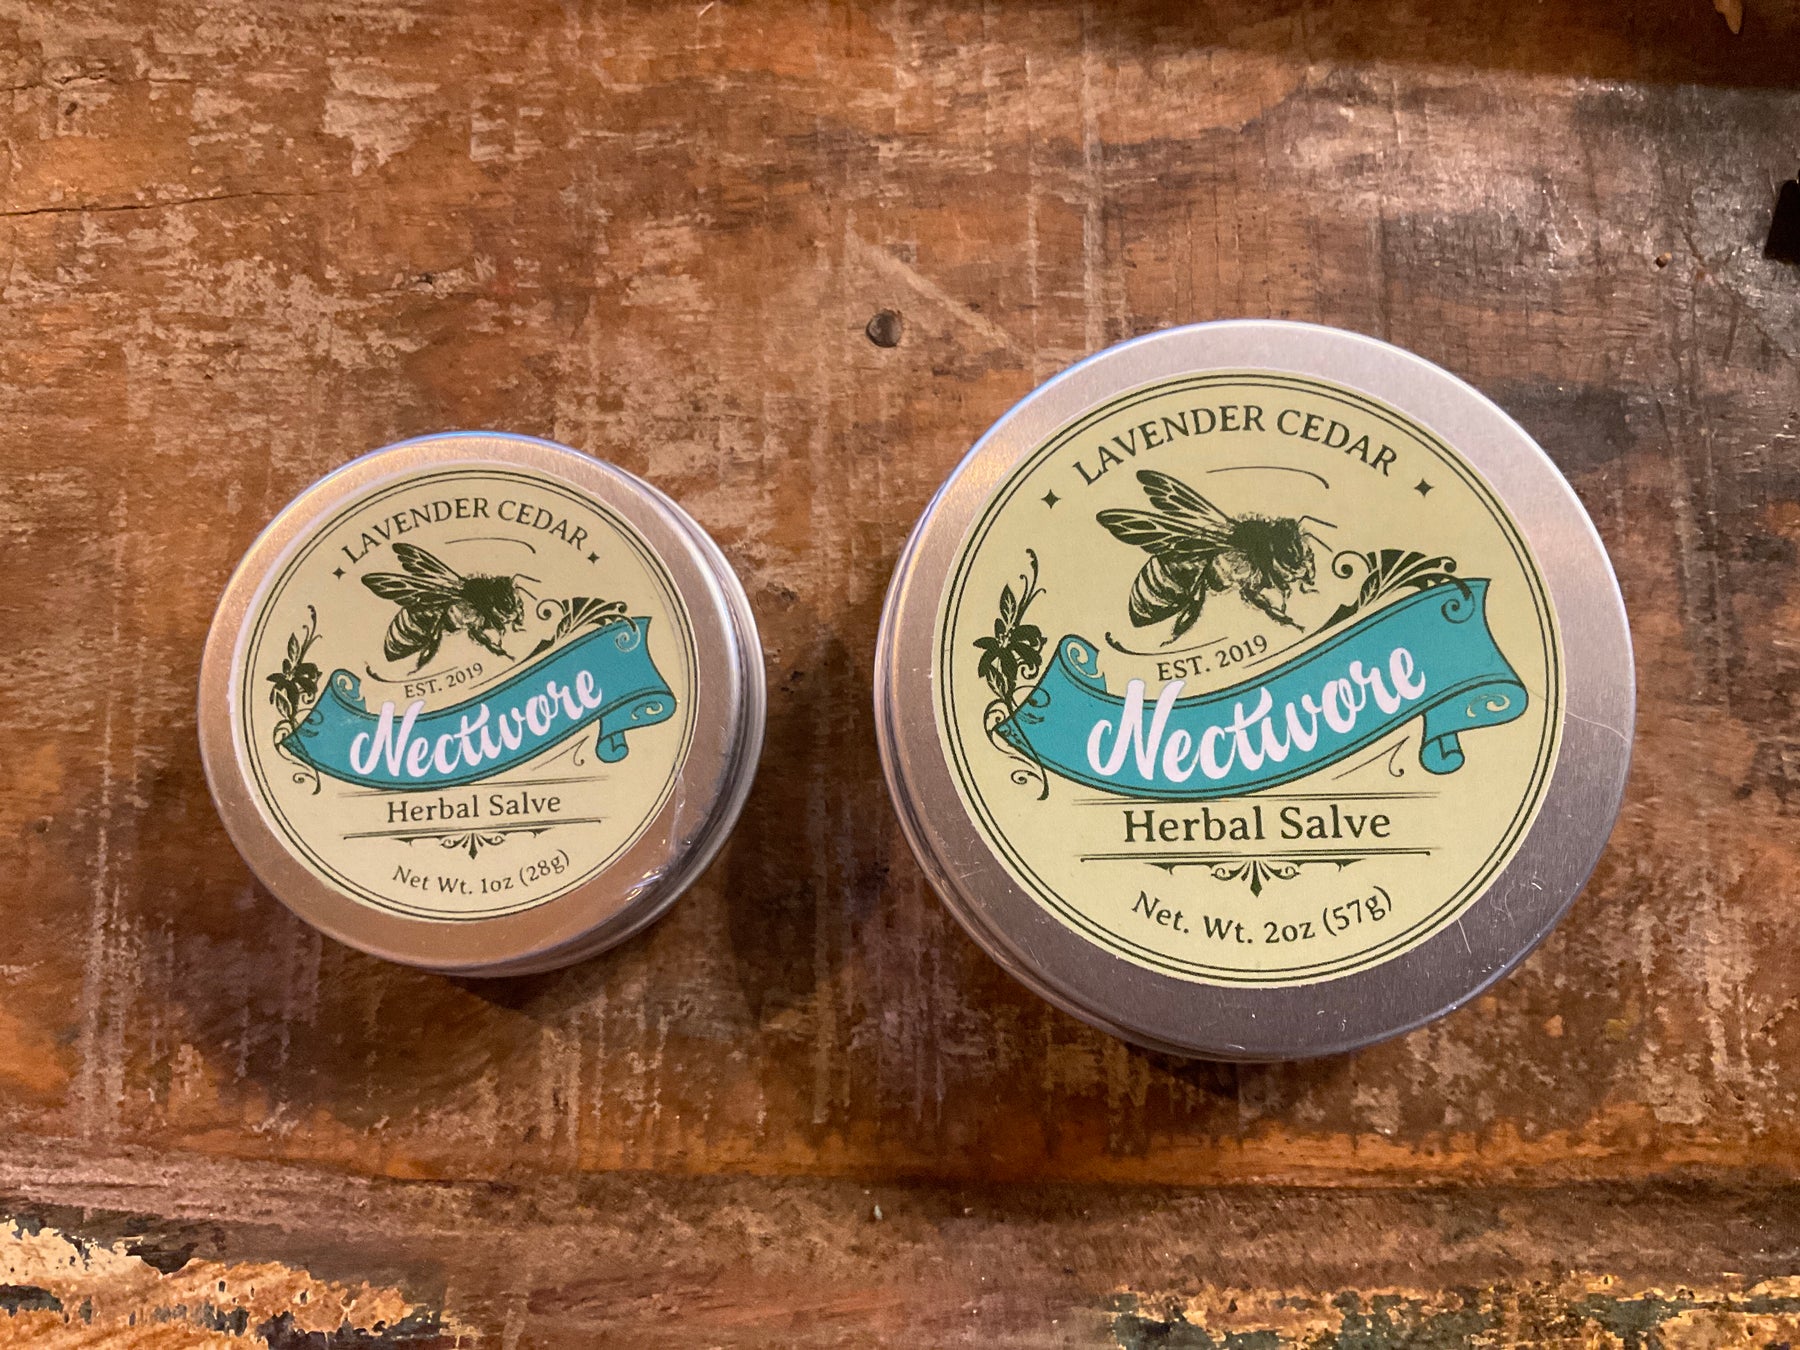 LAVENDER CEDAR
EST. 2019
Nectivore
Herbal Salve
Net Wt. 1oz (28g)
LAVENDER CEDAR
EST. 2019
Nectivore
Herbal Salve
Net. Wt. 2oz (57g)